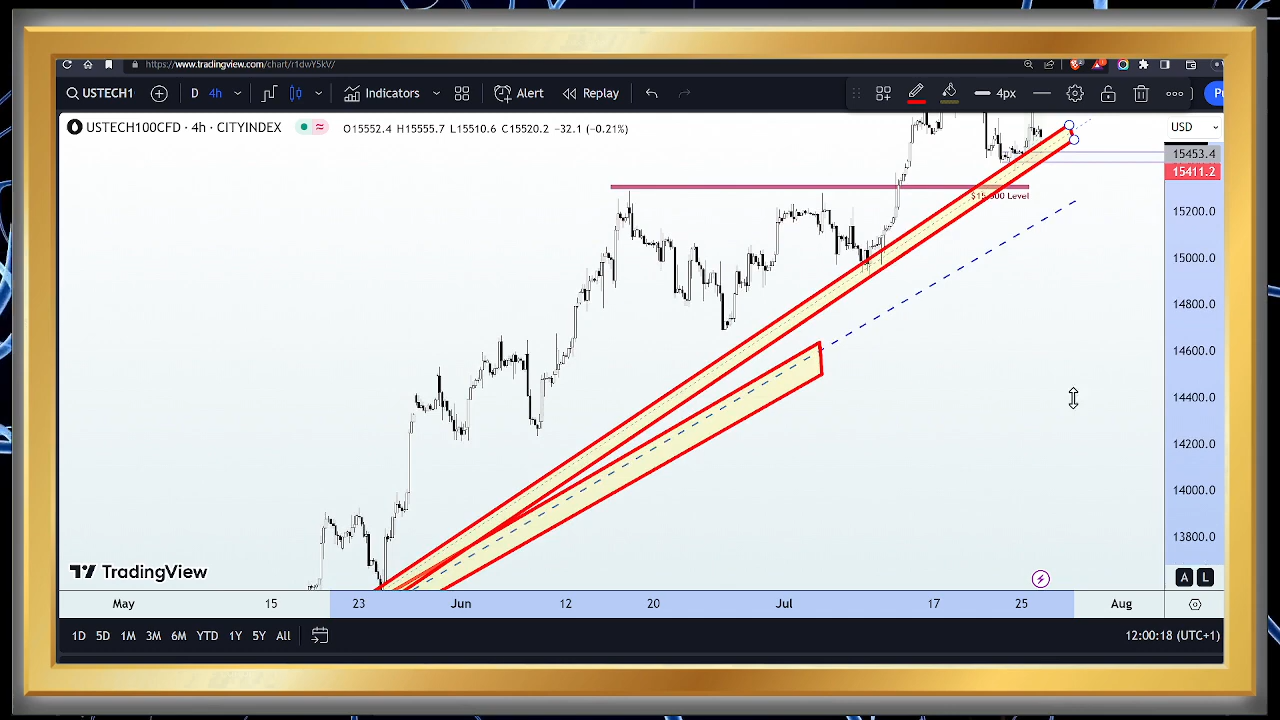 https://www.tradingview.com/chart/r1dwY5kV/
USTECH1 D 4h Indicators Alert Replay 4px
USTECH100CFD · 4h · CITYINDEX O15552.4 H15555.7 L15510.6 C15520.2 −32.1 (−0.21%)
USD
15453.4
15411.2
Level
15200.0
15000.0
14800.0
14600.0
14400.0
14200.0
14000.0
13800.0
TradingView
A L
May 15 23 Jun 12 20 Jul 17 25 Aug
1D 5D 1M 3M 6M YTD 1Y 5Y All 12:00:18 (UTC+1)